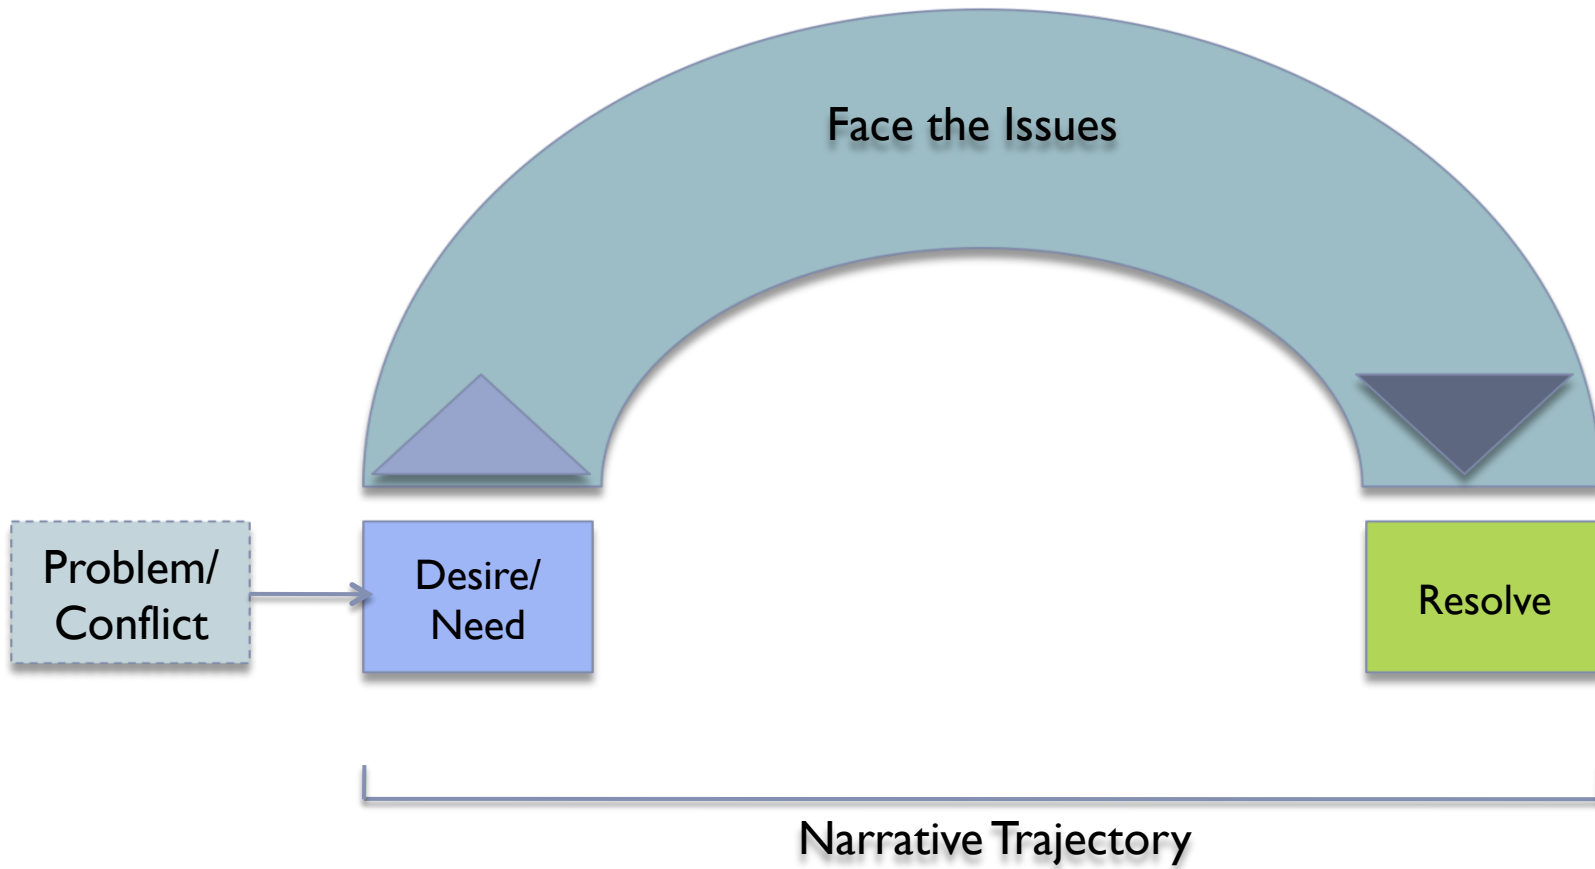 Face the Issues
Problem/
Conflict
Desire/
Need
Resolve
Narrative Trajectory